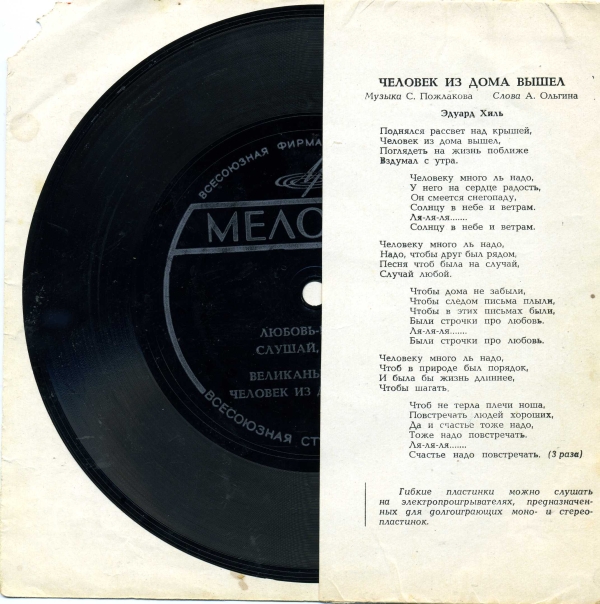 ВСЕСОЮЗНАЯ ФИРМА
МЕЛО
ЛЮБОВЬ-
СЛУШАЙ,
ВЕЛИКАНЫ
ЧЕЛОВЕК ИЗ Д
ВСЕСОЮЗНАЯ СТ
ЧЕЛОВЕК ИЗ ДОМА ВЫШЕЛ
Музыка С. Пожлакова Слова А. Ольгина
Эдуард Хиль
Поднялся рассвет над крышей,
Человек из дома вышел,
Поглядеть на жизнь поближе
Вздумал с утра.
Человеку много ль надо,
У него на сердце радость,
Он смеется снегопаду,
Солнцу в небе и ветрам.
Ля-ля-ля.......
Солнцу в небе и ветрам.
Человеку много ль надо,
Надо, чтобы друг был рядом,
Песня чтоб была на случай,
Случай любой.
Чтобы дома не забыли,
Чтобы следом письма плыли,
Чтобы в этих письмах были,
Были строчки про любовь.
Ля-ля-ля.......
Были строчки про любовь.
Человеку много ль надо,
Чтоб в природе был порядок,
И была бы жизнь длиннее,
Чтобы шагать.
Чтоб не терла плечи ноша,
Повстречать людей хороших,
Да и счастье тоже надо,
Тоже надо повстречать.
Ля-ля-ля.......
Счастье надо повстречать. (3 раза)
Гибкие пластинки можно слушать
на электропроигрывателях, предназначен-
ных для долгоиграющих моно- и стерео-
пластинок.